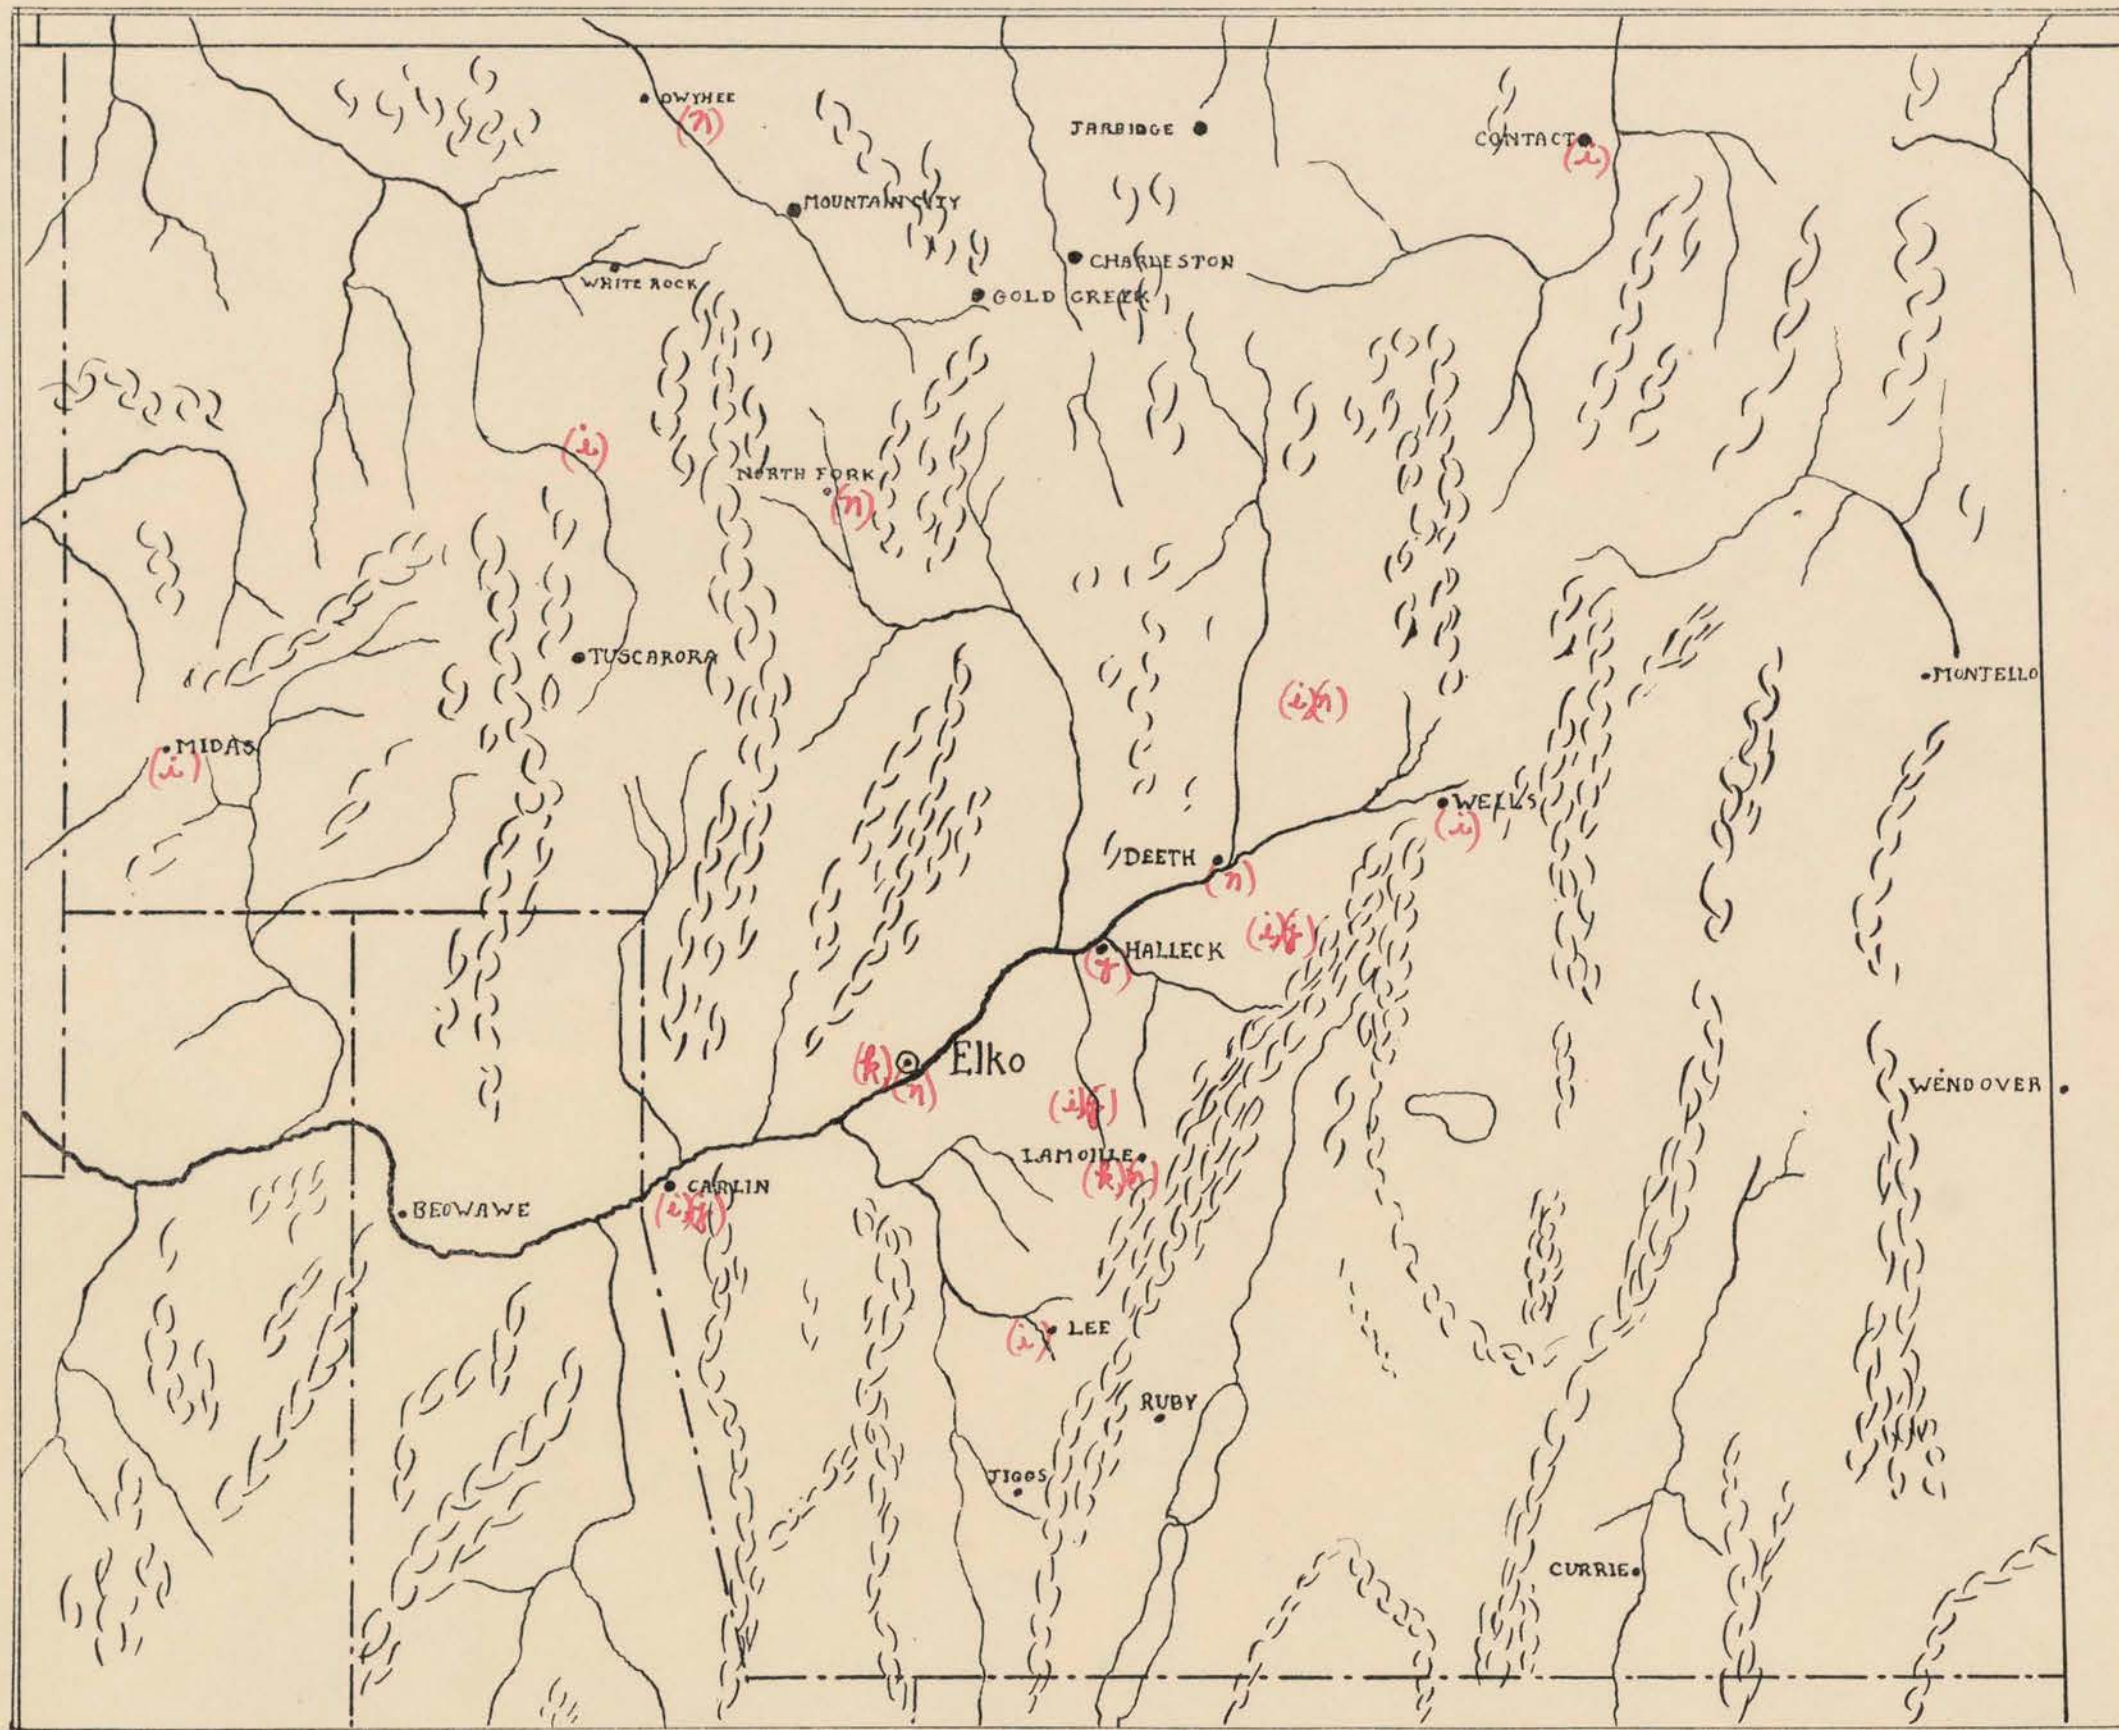 OWYHEE
(n)
JARBIDGE
CONTACT
(i)
MOUNTAIN CITY
CHARLESTON
WHITE ROCK
GOLD CREEK
(i)
NORTH FORK
(n)
TUSCARORA
MONTELLO
(i)(n)
MIDAS
(i)
WELLS
(i)
DEETH
(n)
(i)(j)
HALLECK
(j)
Elko
(k)(n)
WENDOVER
(i)(j)
LAMOILLE
(k)(n)
CARLIN
(i)(j)
BEOWAWE
LEE
(i)
RUBY
JIGGS
CURRIE